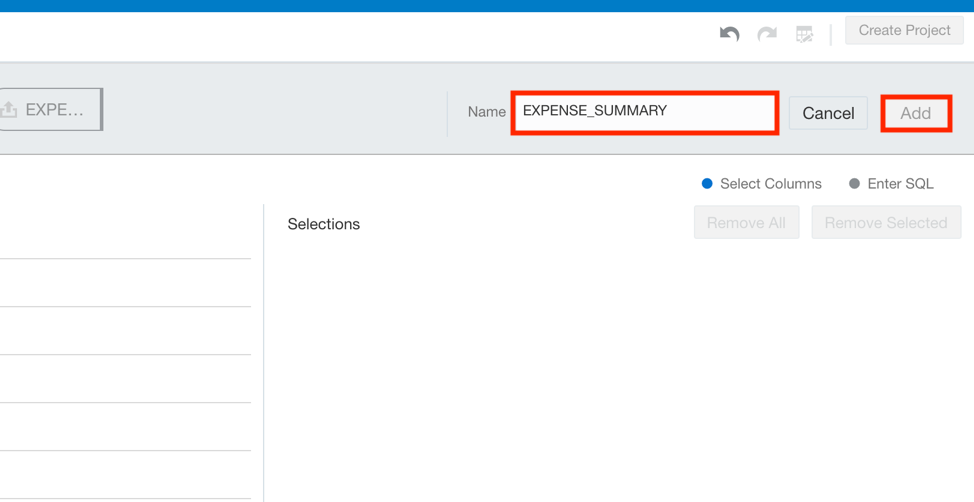 Create Project
EXPE...
Name EXPENSE_SUMMARY Cancel Add
Select Columns Enter SQL
Selections Remove All Remove Selected